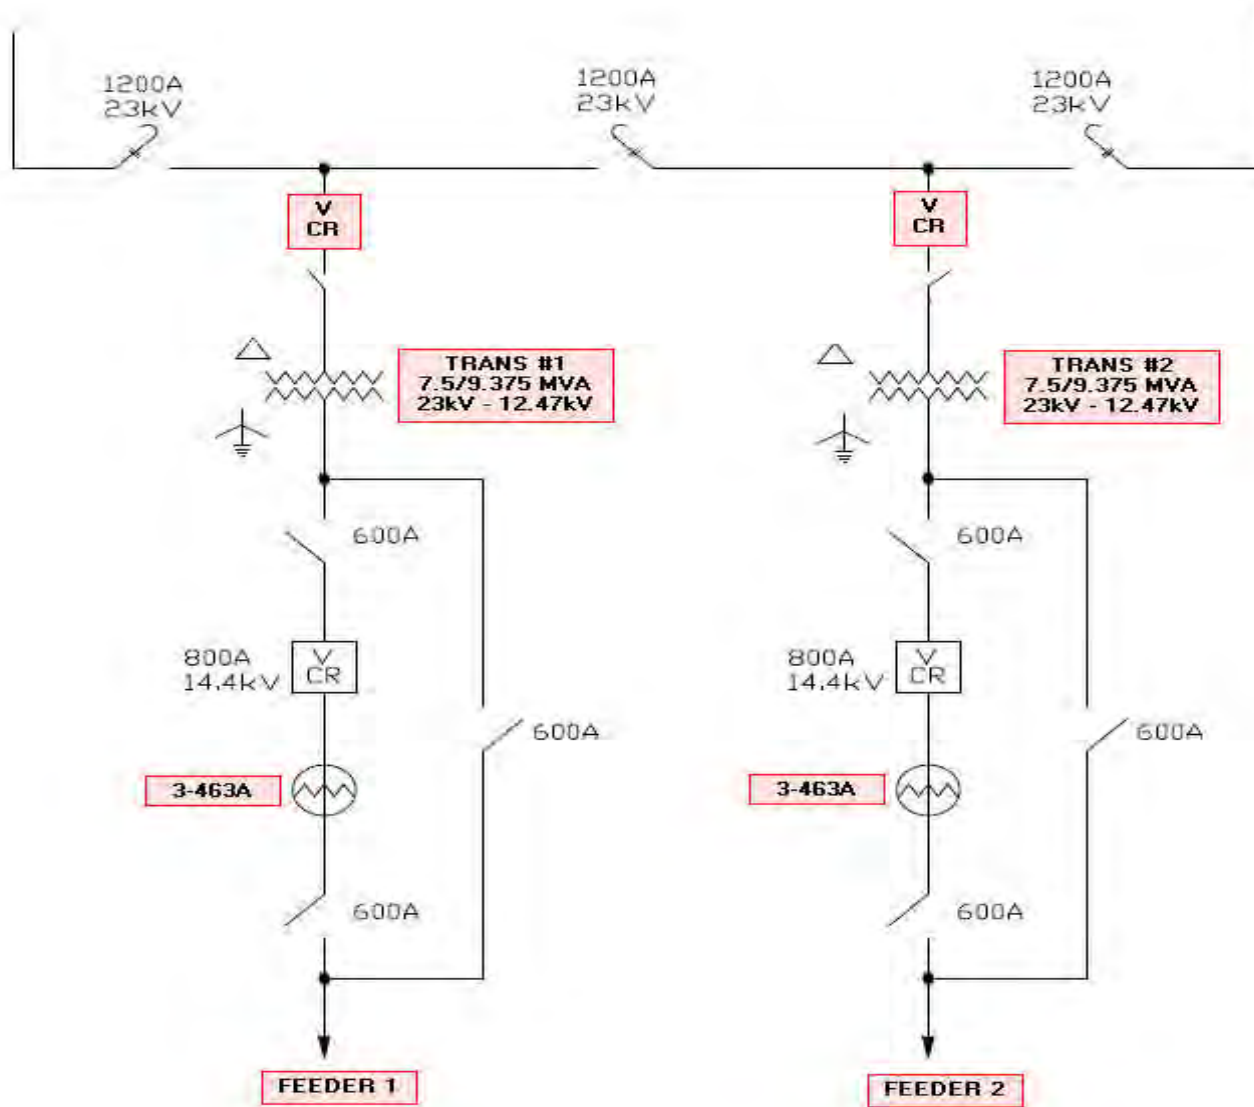 1200A
23kV
1200A
23kV
1200A
23kV
V
CR
V
CR
TRANS #1
7.5/9.375 MVA
23kV - 12.47kV
TRANS #2
7.5/9.375 MVA
23kV - 12.47kV
600A
600A
800A
14.4kV
V
CR
600A
800A
14.4kV
V
CR
600A
3-463A
3-463A
600A
600A
FEEDER 1
FEEDER 2